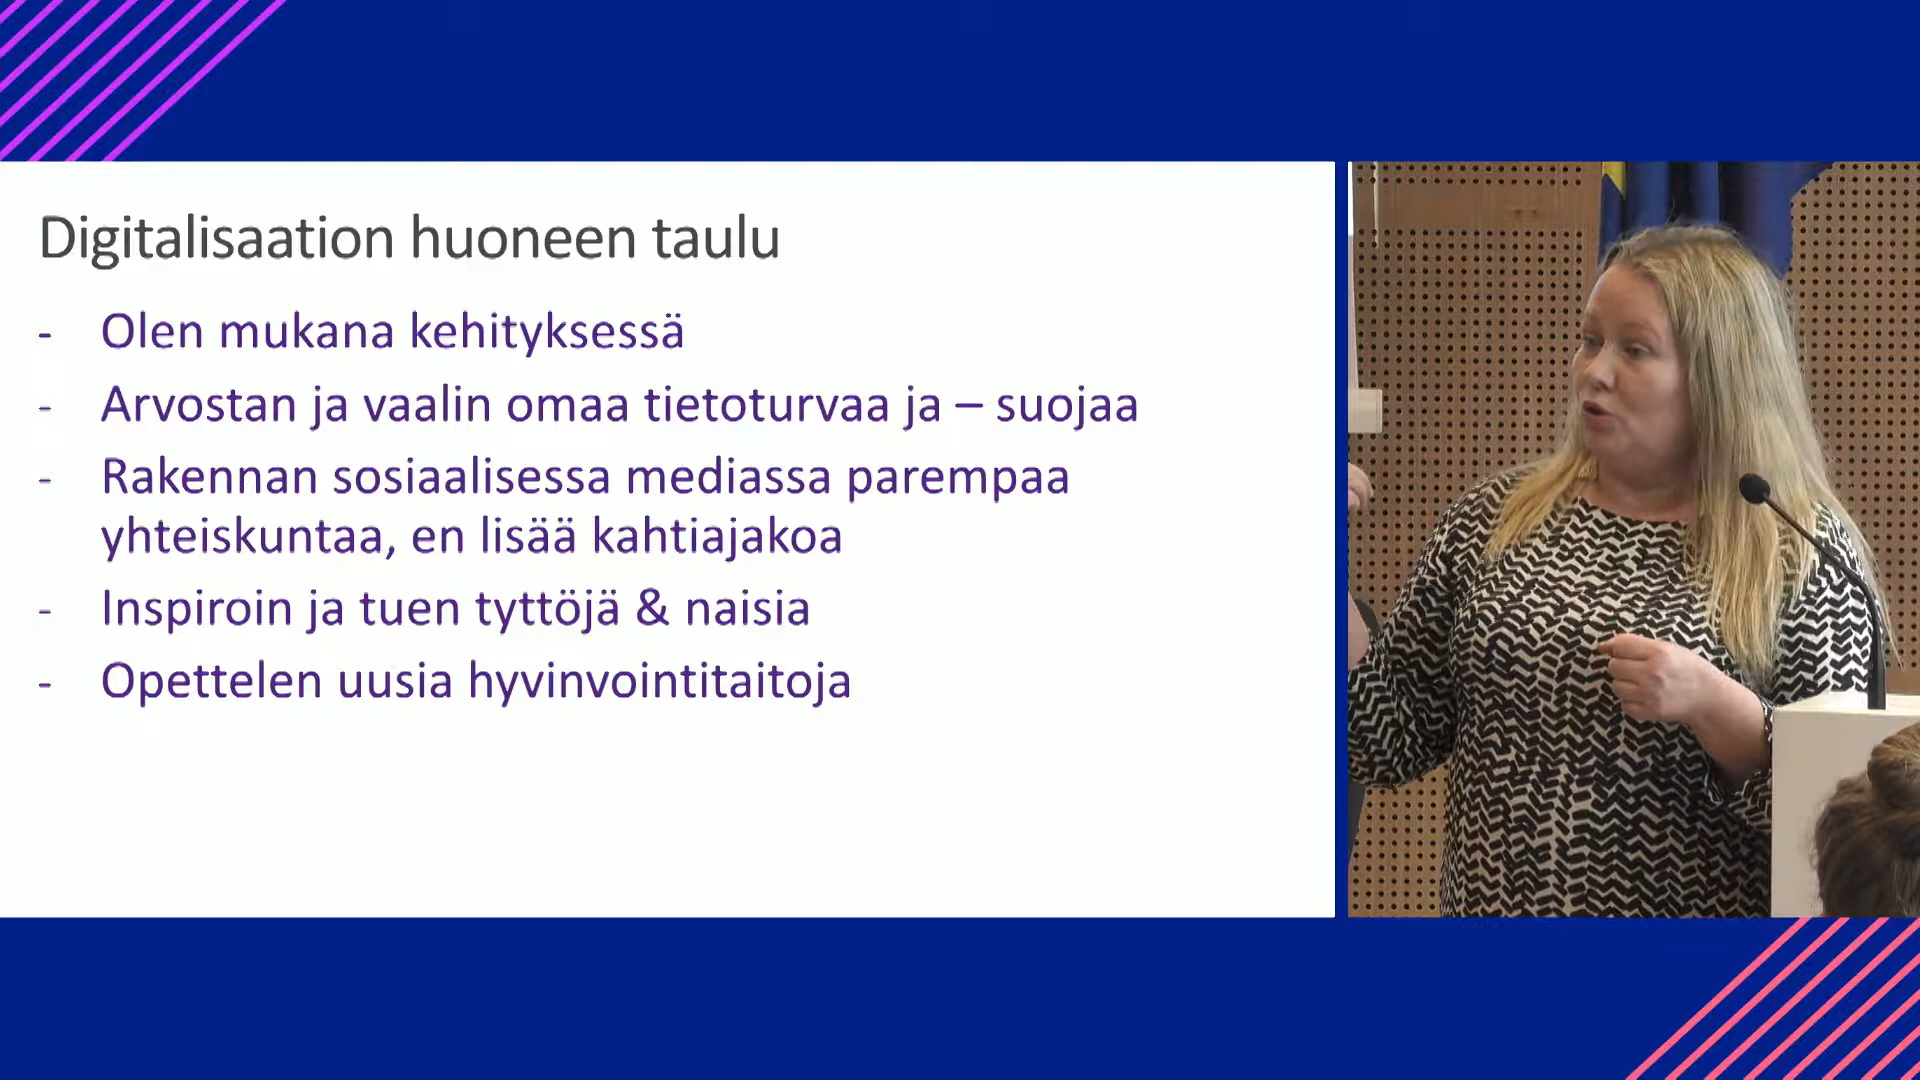 Digitalisaation huoneen taulu
- Olen mukana kehityksessä
- Arvostan ja vaalin omaa tietoturvaa ja – suojaa
- Rakennan sosiaalisessa mediassa parempaa
yhteiskuntaa, en lisää kahtiajakoa
- Inspiroin ja tuen tyttöjä & naisia
- Opettelen uusia hyvinvointitaitoja